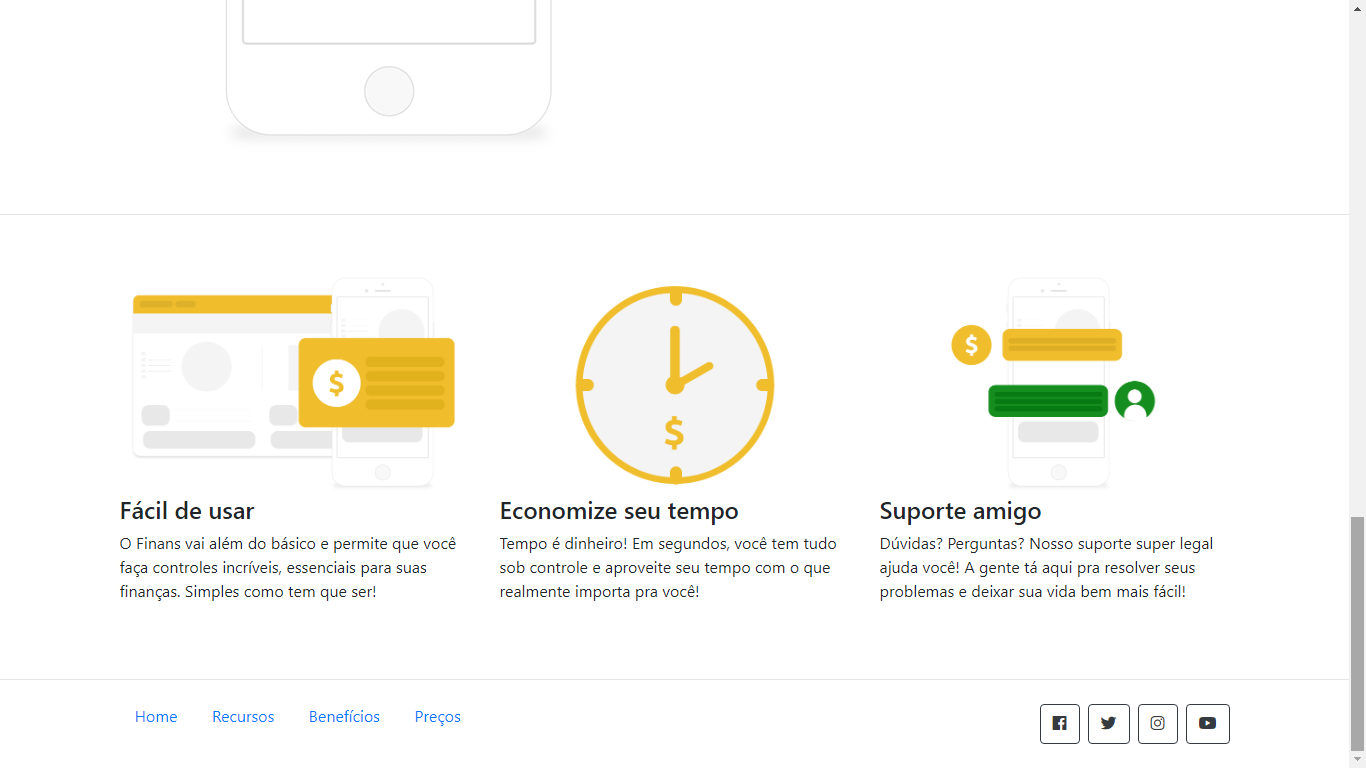 $
$
$
Fácil de usar
O Finans vai além do básico e permite que você
faça controles incríveis, essenciais para suas
finanças. Simples como tem que ser!
Economize seu tempo
Tempo é dinheiro! Em segundos, você tem tudo
sob controle e aproveite seu tempo com o que
realmente importa pra você!
Suporte amigo
Dúvidas? Perguntas? Nosso suporte super legal
ajuda você! A gente tá aqui pra resolver seus
problemas e deixar sua vida bem mais fácil!
Home Recursos Benefícios Preços